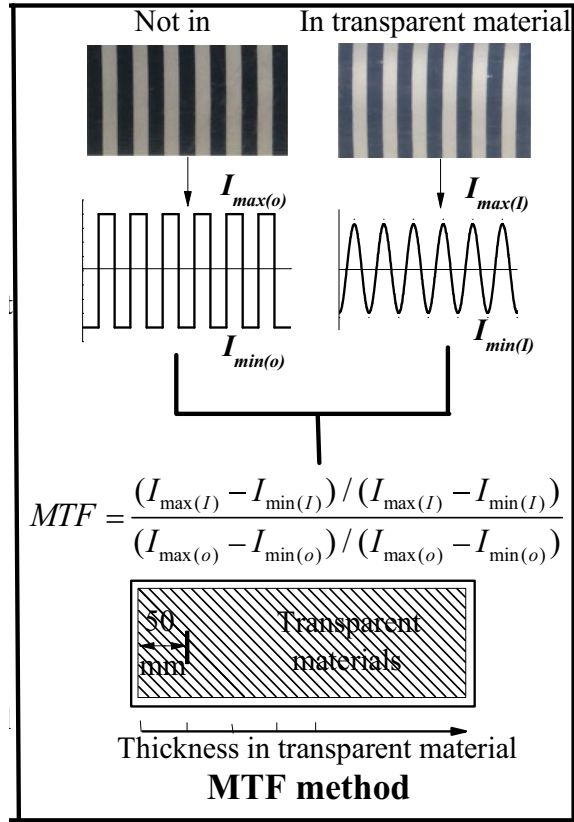 Not in In transparent material
I_max(o) I_max(I)
I_min(o) I_min(I)
MTF = (I_max(I) − I_min(I)) / (I_max(I) − I_min(I))
(I_max(o) − I_min(o)) / (I_max(o) − I_min(o))
50 Transparent
mm materials
Thickness in transparent material
MTF method